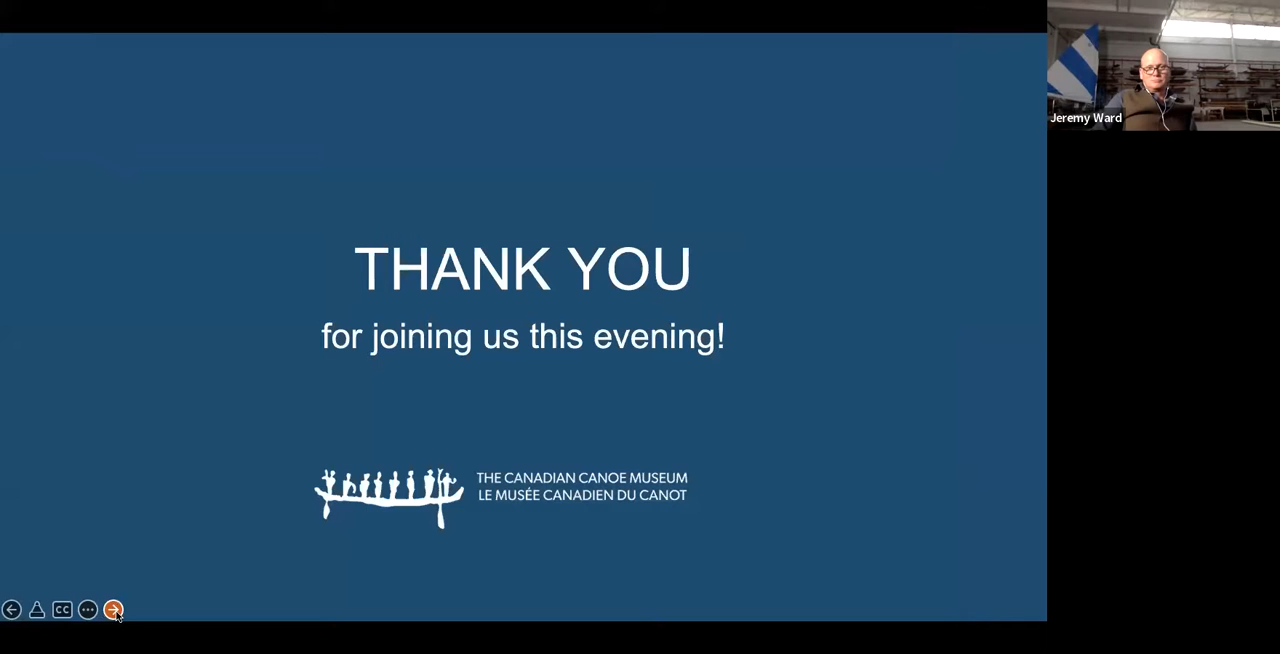 THANK YOU
for joining us this evening!
THE CANADIAN CANOE MUSEUM
LE MUSÉE CANADIEN DU CANOT
Jeremy Ward
CC